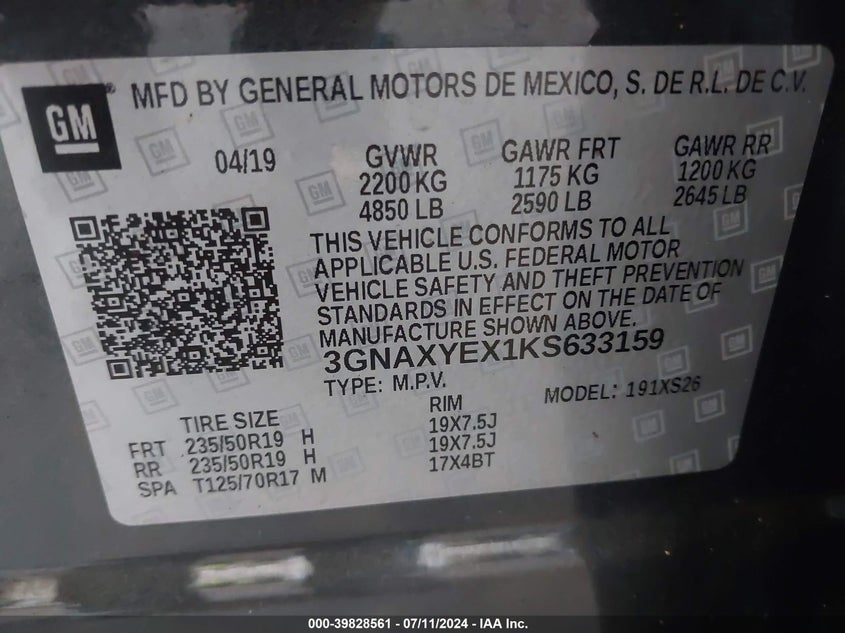 GM® MFD BY GENERAL MOTORS DE MEXICO, S. DE R.L. DE C.V.
04/19 GVWR GAWR FRT GAWR RR
2200 KG 1175 KG 1200 KG
4850 LB 2590 LB 2645 LB
THIS VEHICLE CONFORMS TO ALL
APPLICABLE U.S. FEDERAL MOTOR
VEHICLE SAFETY AND THEFT PREVENTION
STANDARDS IN EFFECT ON THE DATE OF
MANUFACTURE SHOWN ABOVE.
3GNAXYEX1KS633159
TYPE: M.P.V. MODEL: 191XS26
TIRE SIZE RIM
FRT 235/50R19 H 19X7.5J
RR 235/50R19 H 19X7.5J
SPA T125/70R17 M 17X4BT
000-39828561 - 07/11/2024 - IAA Inc.